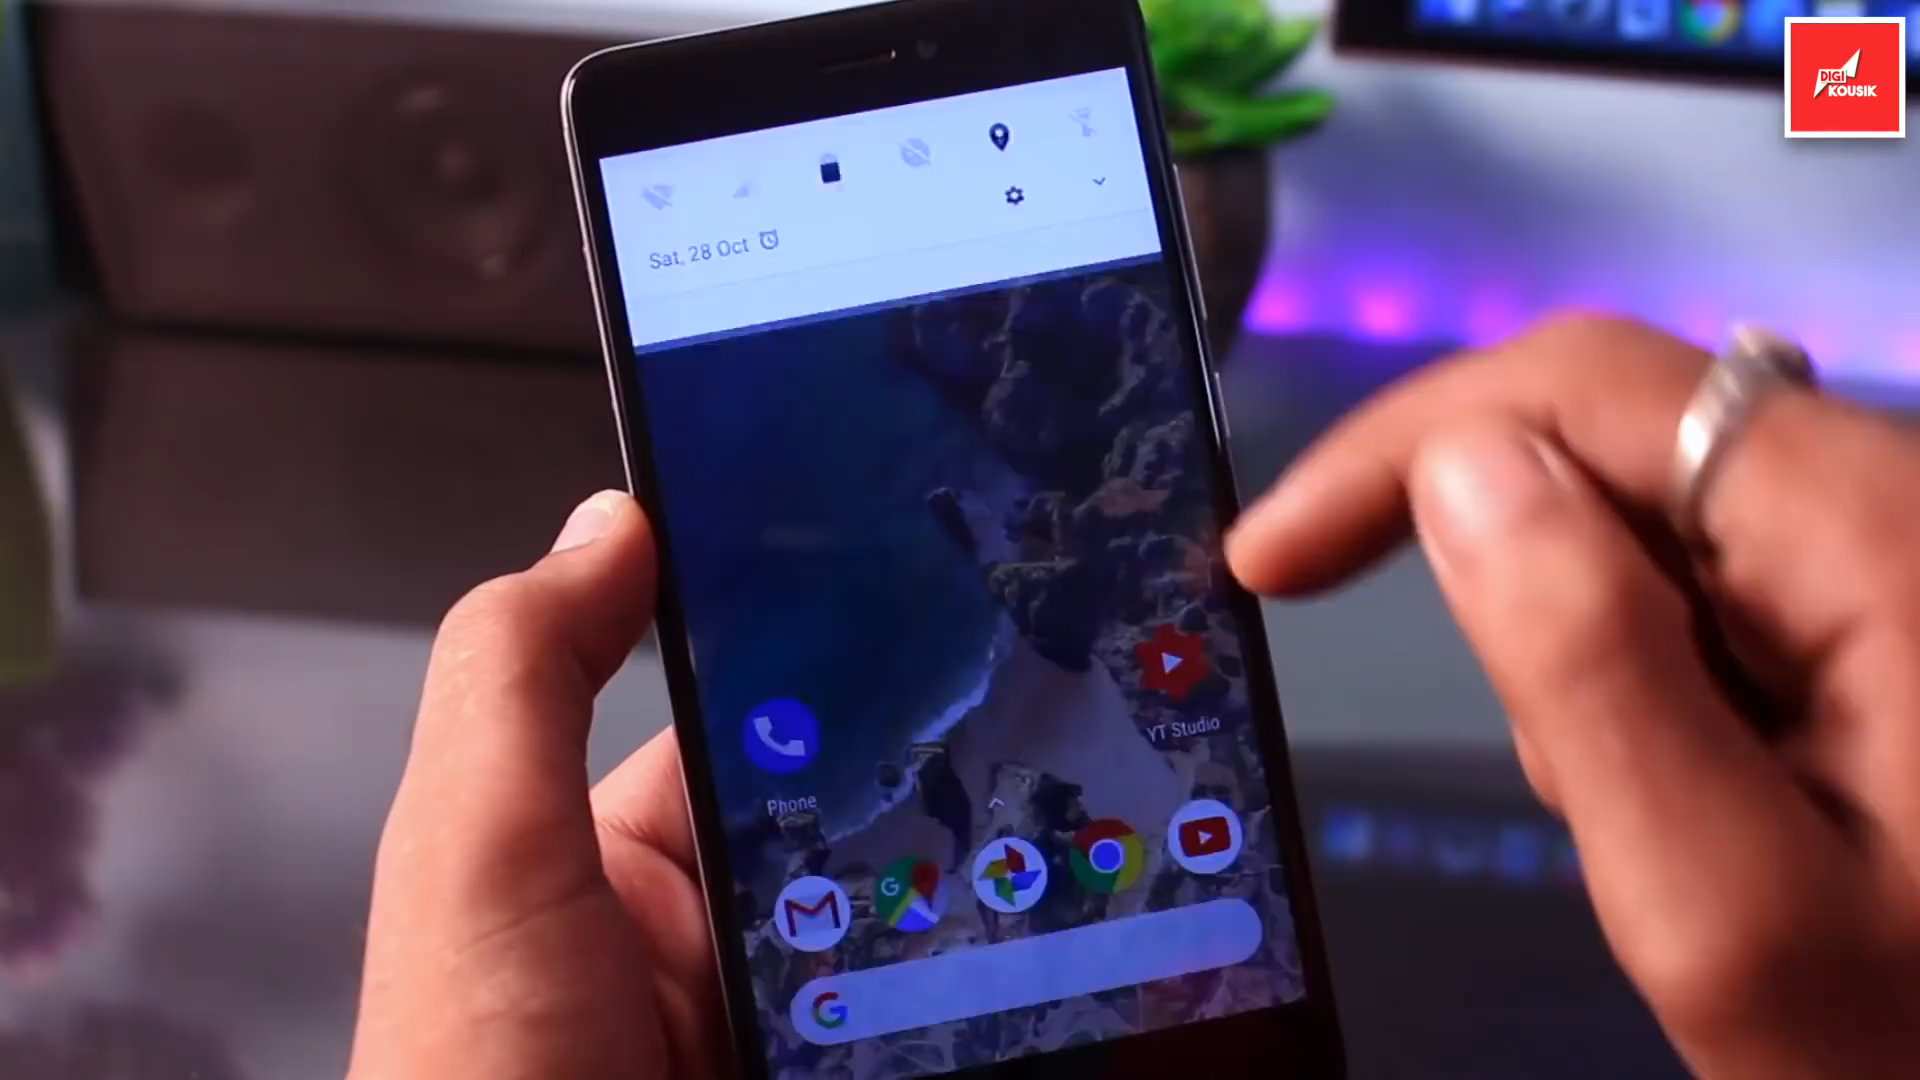 DIGI
KOUSIK
Sat, 28 Oct
YT Studio
Phone
G
G